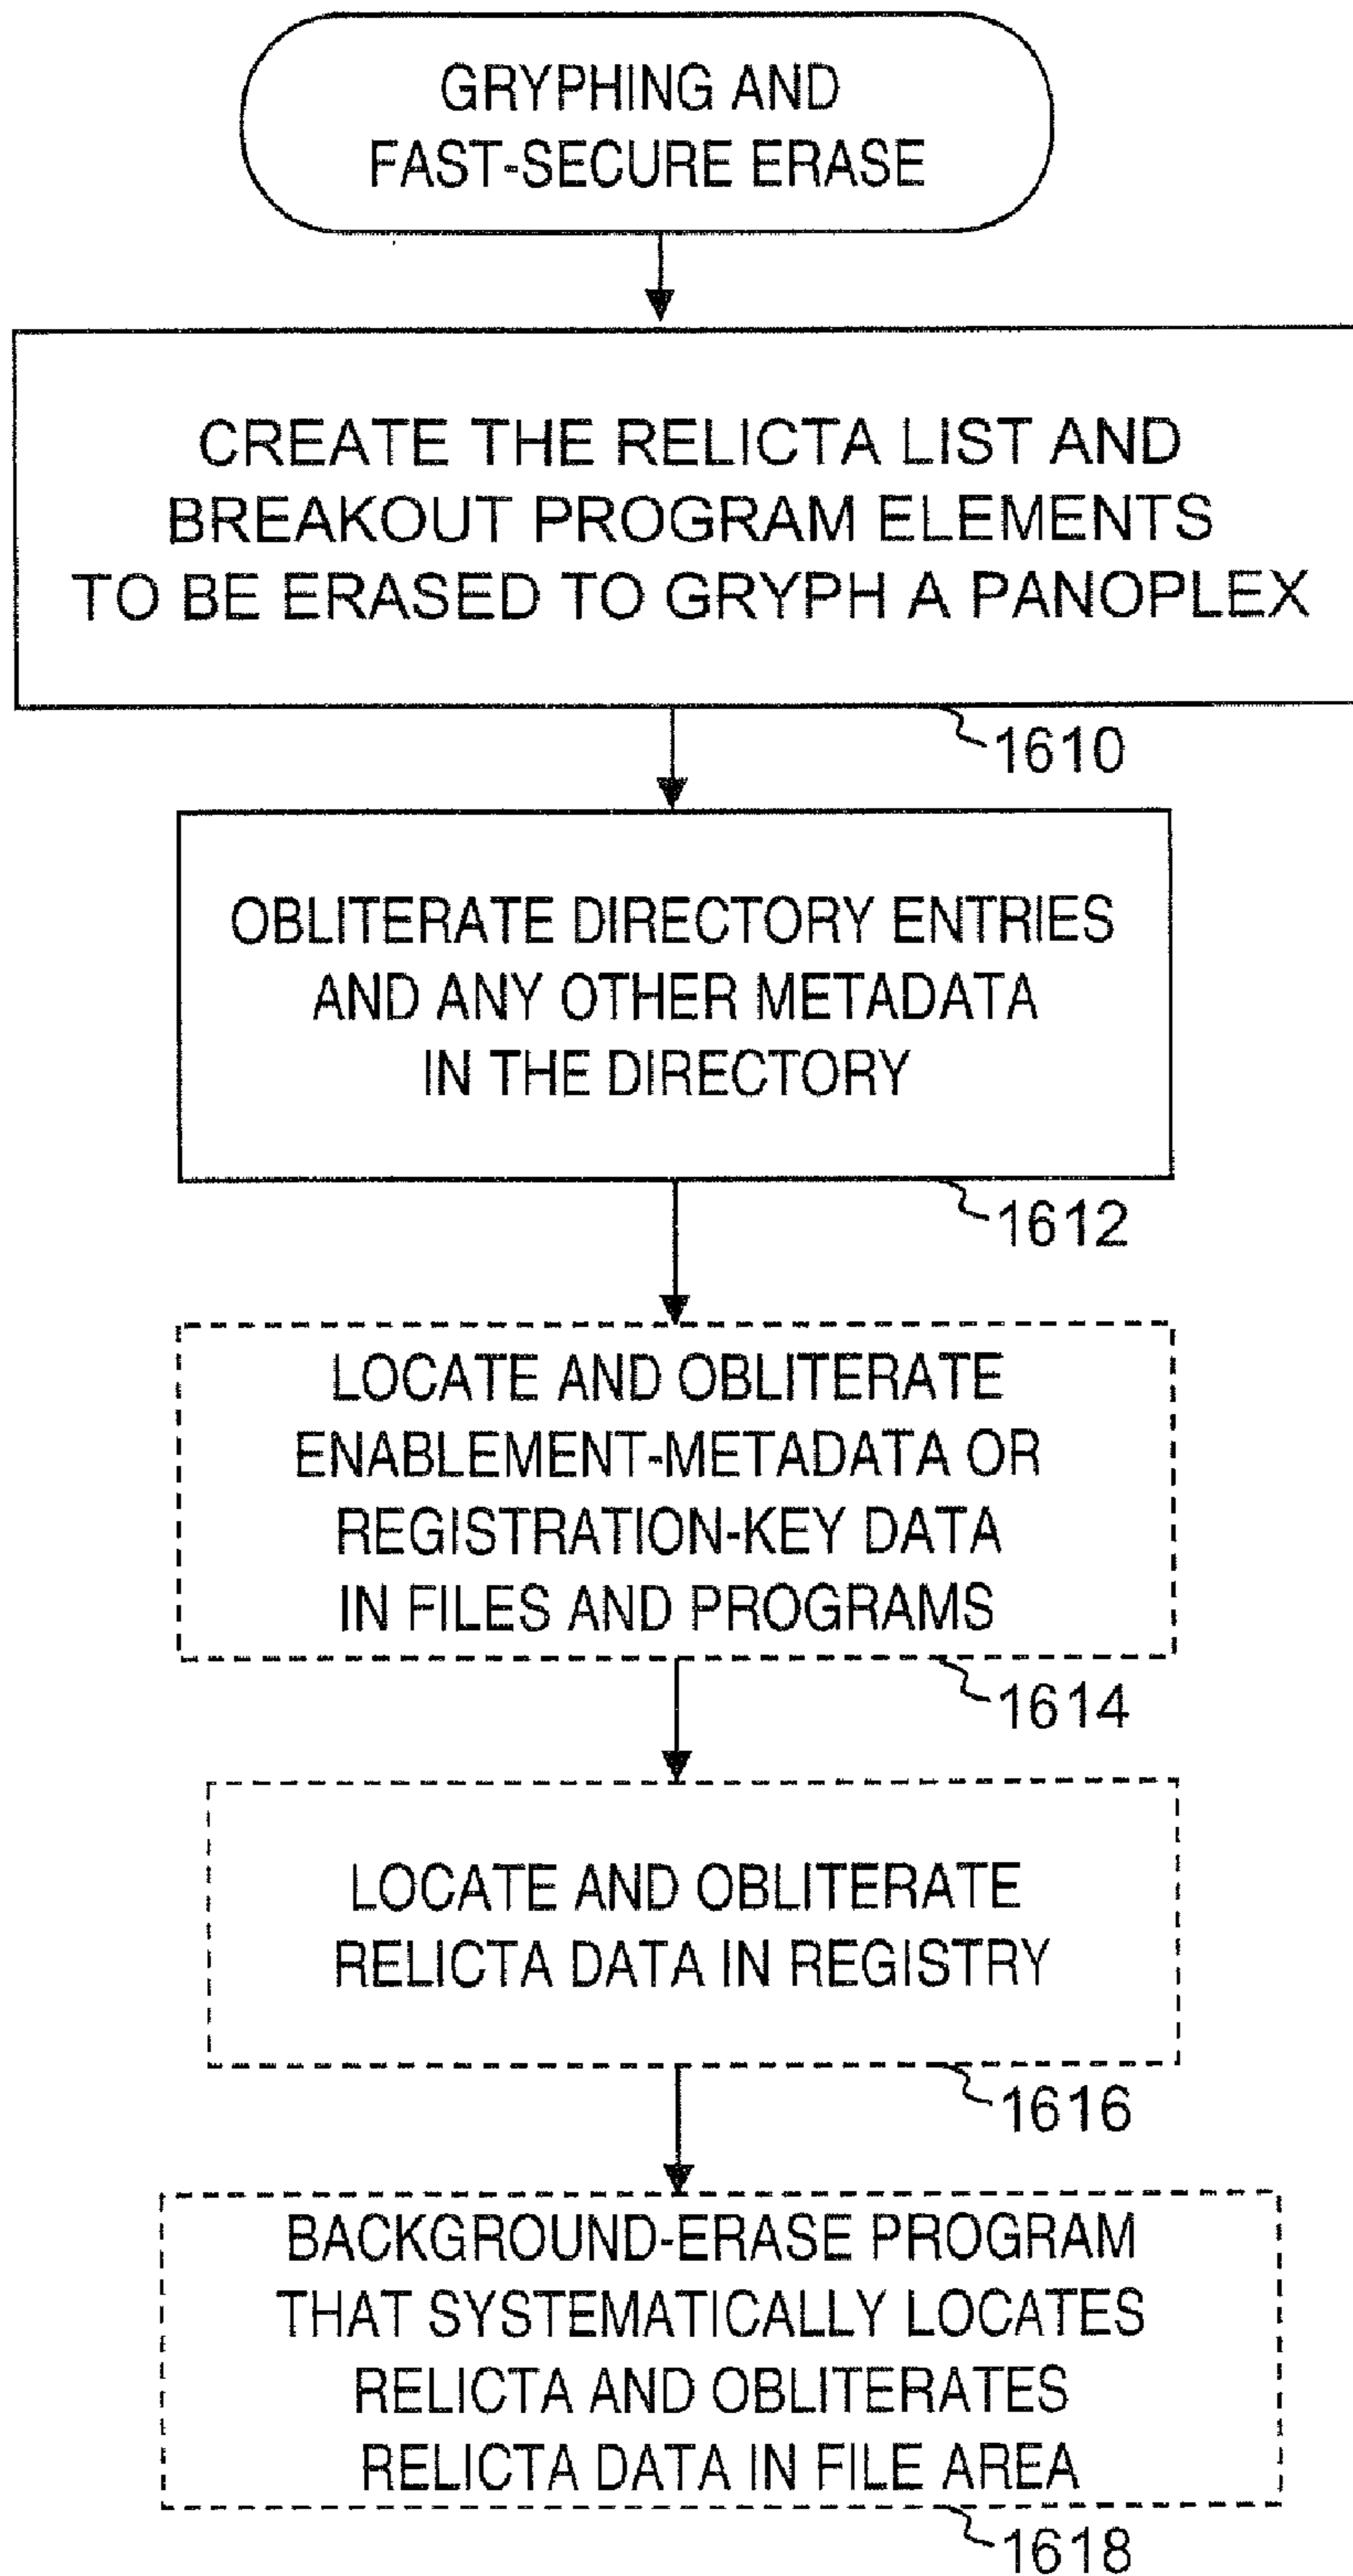 GRYPHING AND
FAST-SECURE ERASE
CREATE THE RELICTA LIST AND
BREAKOUT PROGRAM ELEMENTS
TO BE ERASED TO GRYPH A PANOPLEX
1610
OBLITERATE DIRECTORY ENTRIES
AND ANY OTHER METADATA
IN THE DIRECTORY
1612
LOCATE AND OBLITERATE
ENABLEMENT-METADATA OR
REGISTRATION-KEY DATA
IN FILES AND PROGRAMS
1614
LOCATE AND OBLITERATE
RELICTA DATA IN REGISTRY
1616
BACKGROUND-ERASE PROGRAM
THAT SYSTEMATICALLY LOCATES
RELICTA AND OBLITERATES
RELICTA DATA IN FILE AREA
1618